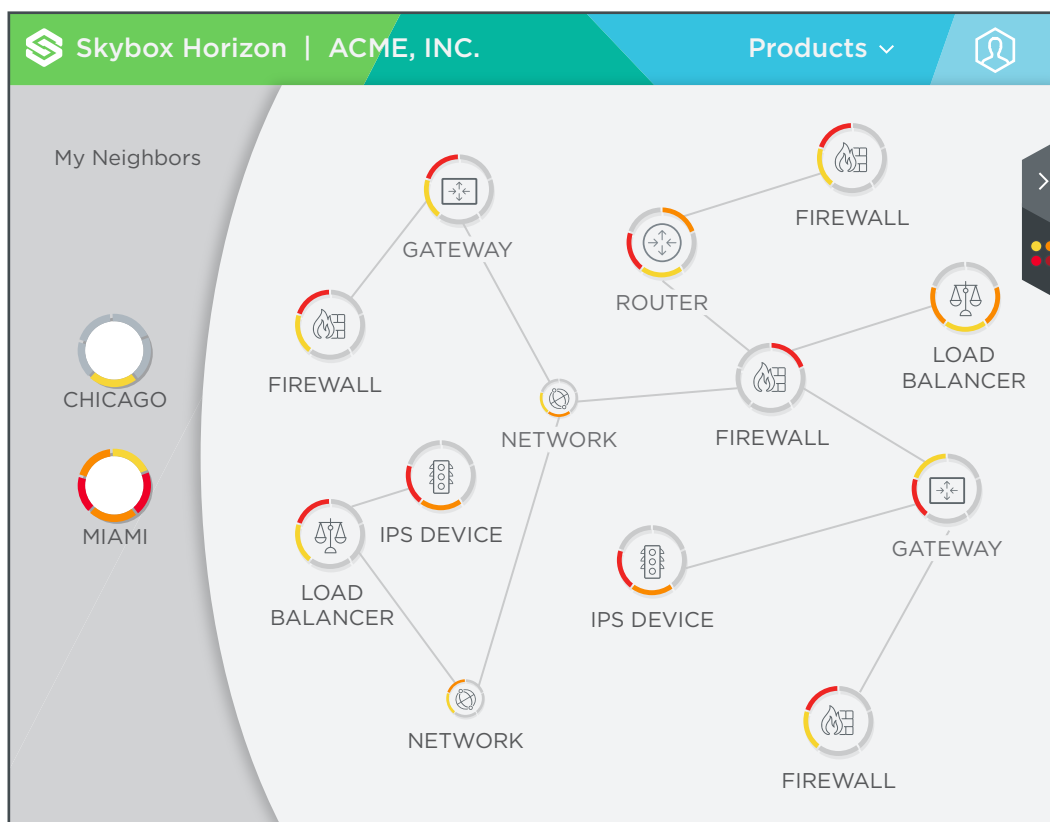 Skybox Horizon | ACME, INC.
Products
My Neighbors
CHICAGO
MIAMI
GATEWAY
FIREWALL
ROUTER
FIREWALL
LOAD
BALANCER
FIREWALL
NETWORK
IPS DEVICE
LOAD
BALANCER
GATEWAY
IPS DEVICE
NETWORK
FIREWALL